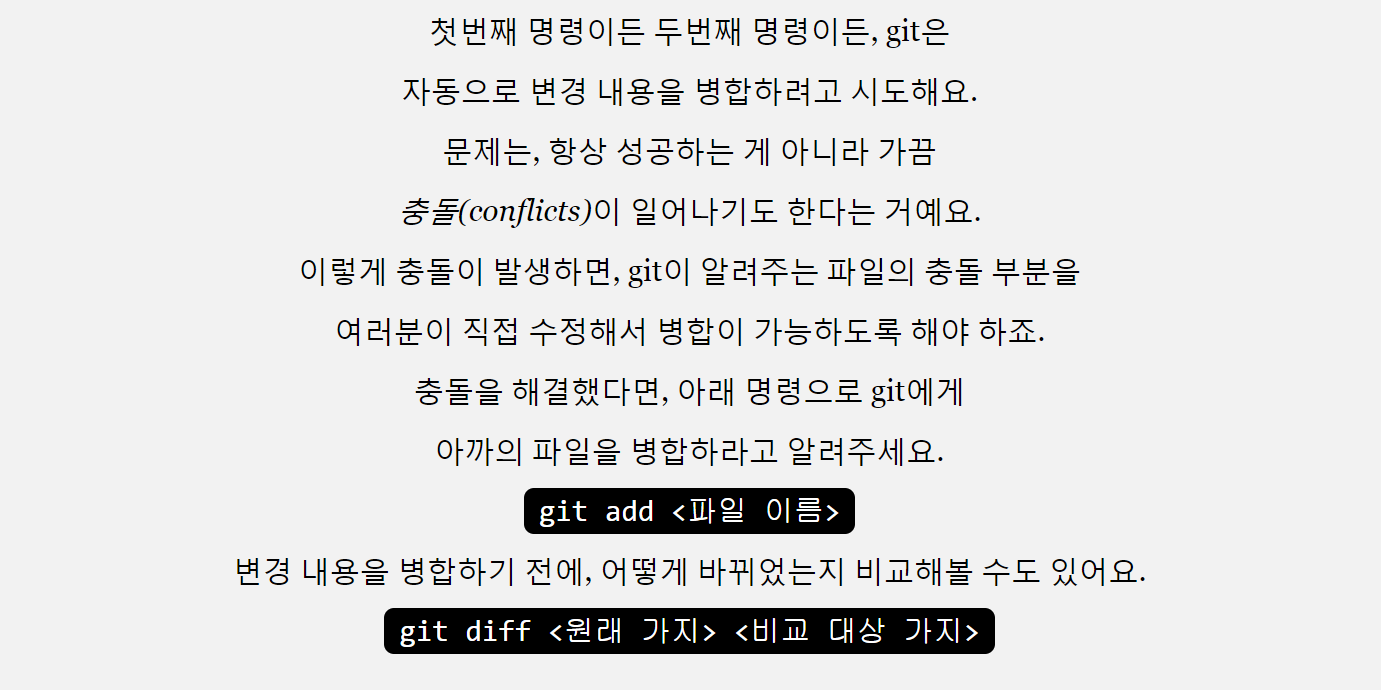 첫번째 명령이든 두번째 명령이든, git은
자동으로 변경 내용을 병합하려고 시도해요.
문제는, 항상 성공하는 게 아니라 가끔
충돌(conflicts)이 일어나기도 한다는 거예요.
이렇게 충돌이 발생하면, git이 알려주는 파일의 충돌 부분을
여러분이 직접 수정해서 병합이 가능하도록 해야 하죠.
충돌을 해결했다면, 아래 명령으로 git에게
아까의 파일을 병합하라고 알려주세요.
git add <파일 이름>
변경 내용을 병합하기 전에, 어떻게 바뀌었는지 비교해볼 수도 있어요.
git diff <원래 가지> <비교 대상 가지>